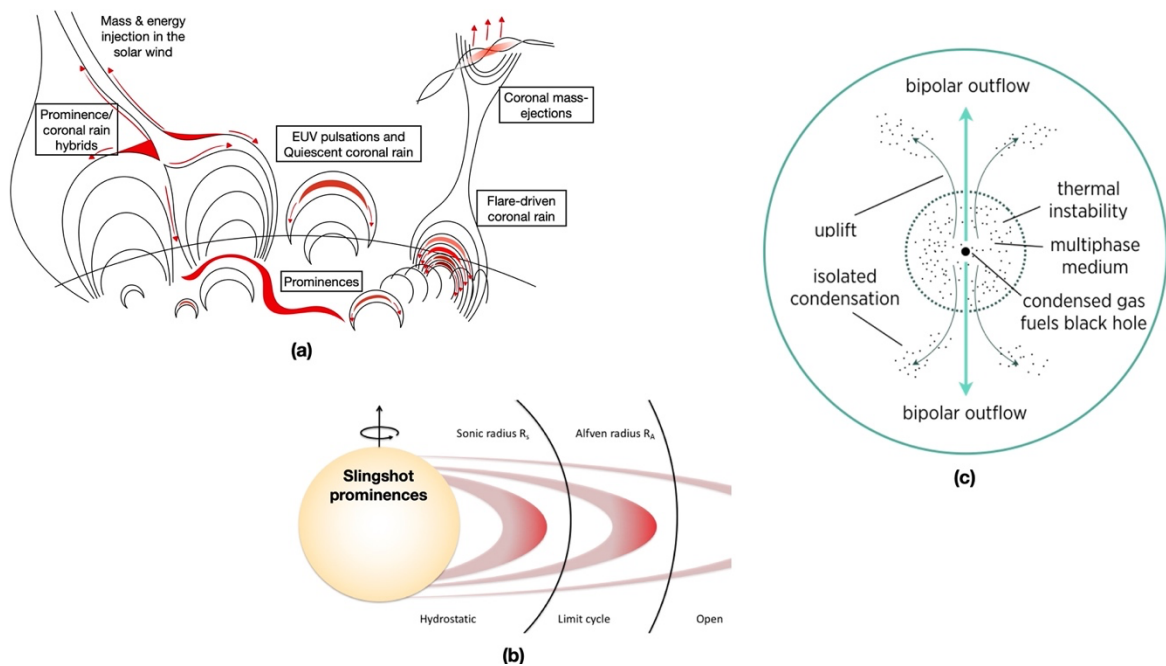 Mass & energy
injection in the
solar wind
Prominence/
coronal rain
hybrids
EUV pulsations and
Quiescent coronal rain
Coronal mass-
ejections
Flare-driven
coronal rain
Prominences
(a)
Slingshot
prominences
Sonic radius Rs
Alfven radius RA
Hydrostatic
Limit cycle
Open
(b)
bipolar outflow
thermal
instability
uplift
multiphase
medium
isolated
condensation
condensed gas
fuels black hole
bipolar outflow
(c)